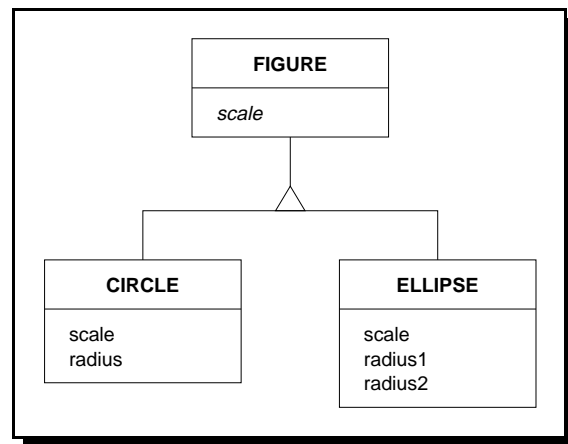 FIGURE
scale
CIRCLE
scale
radius
ELLIPSE
scale
radius1
radius2